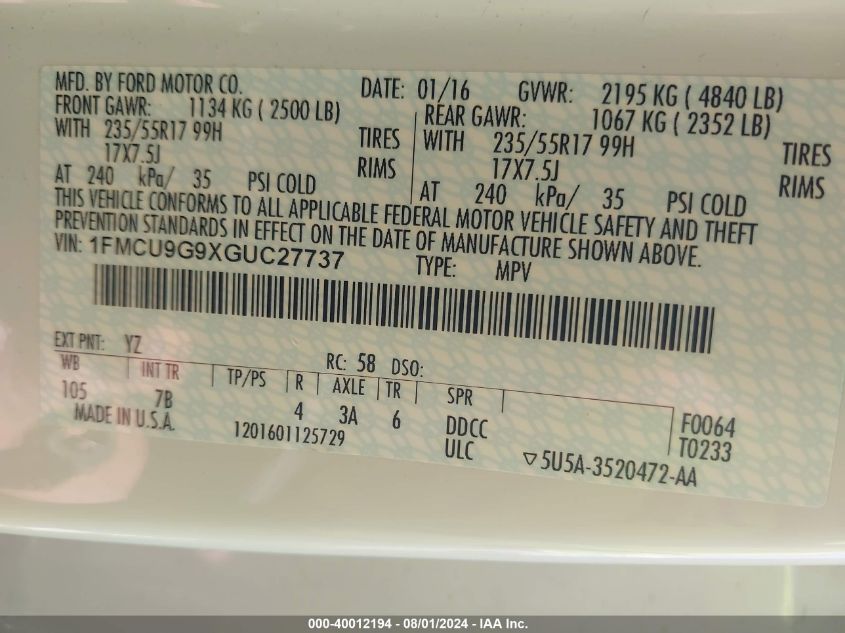 MFD. BY FORD MOTOR CO. DATE: 01/16 GVWR: 2195 KG ( 4840 LB)
FRONT GAWR: 1134 KG ( 2500 LB) REAR GAWR: 1067 KG ( 2352 LB)
WITH 235/55R17 99H TIRES WITH 235/55R17 99H TIRES
17X7.5J RIMS 17X7.5J RIMS
AT 240 kPa/ 35 PSI COLD AT 240 kPa/ 35 PSI COLD
THIS VEHICLE CONFORMS TO ALL APPLICABLE FEDERAL MOTOR VEHICLE SAFETY AND THEFT
PREVENTION STANDARDS IN EFFECT ON THE DATE OF MANUFACTURE SHOWN ABOVE.
VIN: 1FMCU9G9XGUC27737 TYPE: MPV
EXT PNT: YZ RC: 58 DSO:
WB INT TR TP/PS R AXLE TR SPR
105 7B 4 3A 6 DDCC F0064
MADE IN U.S.A. 1201601125729 ULC T0233
▽5U5A-3520472-AA
000-40012194 - 08/01/2024 - IAA Inc.